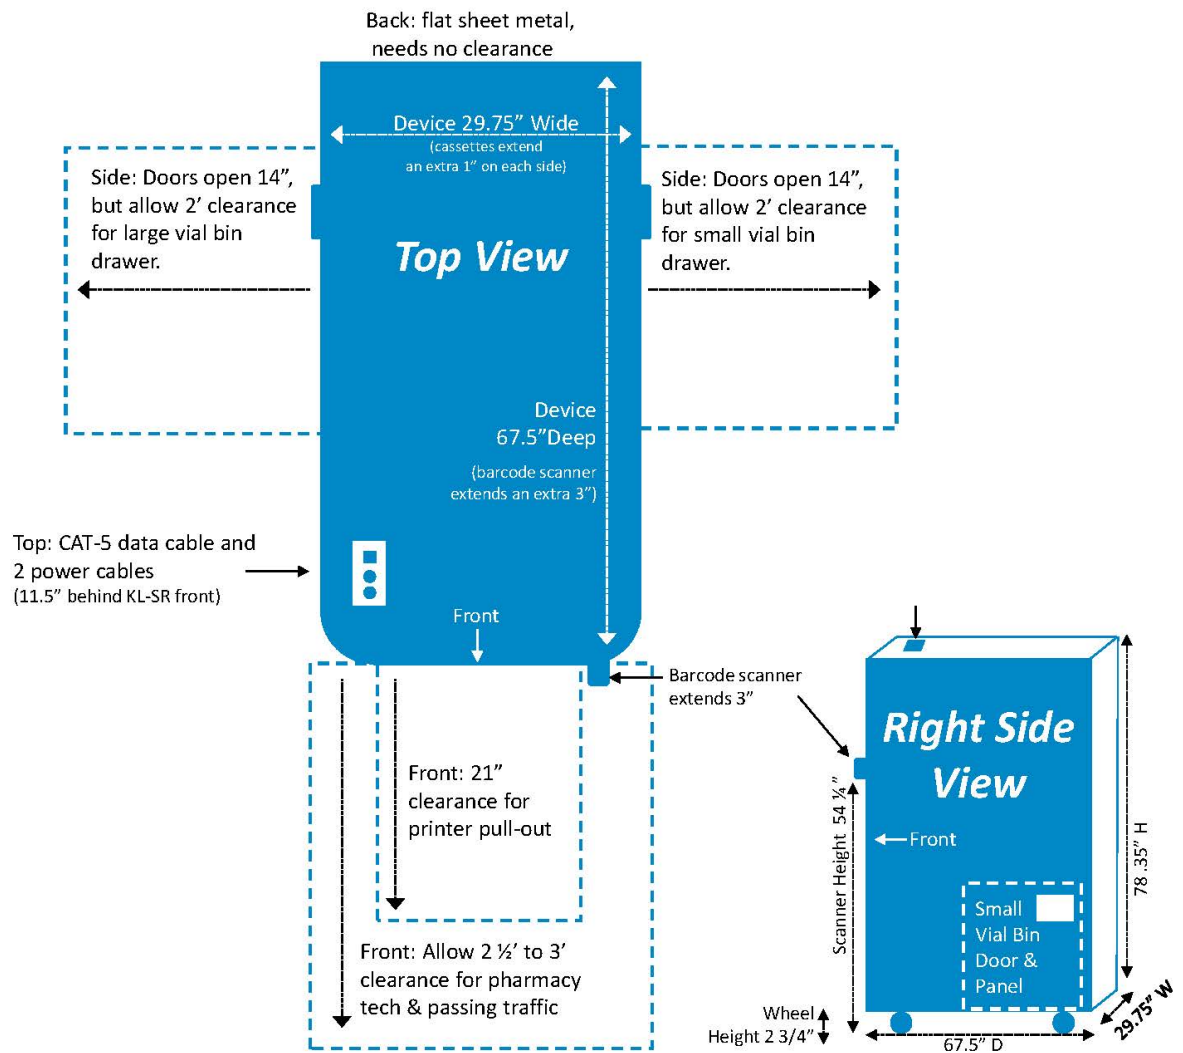 Back: flat sheet metal,
needs no clearance
Device 29.75” Wide
(cassettes extend
an extra 1” on each side)
Side: Doors open 14”,
but allow 2’ clearance
for large vial bin
drawer.
Top View
Side: Doors open 14”,
but allow 2’ clearance
for small vial bin
drawer.
Device
67.5”Deep
(barcode scanner
extends an extra 3”)
Top: CAT-5 data cable and
2 power cables
(11.5” behind KL-SR front)
Front
Barcode scanner
extends 3”
Front: 21”
clearance for
printer pull-out
Front: Allow 2 ½’ to 3’
clearance for pharmacy
tech & passing traffic
Right Side
View
Scanner Height 54 ¼”
Front
78.35” H
Small
Vial Bin
Door &
Panel
Wheel
Height 2 3/4”
67.5” D
29.75” W